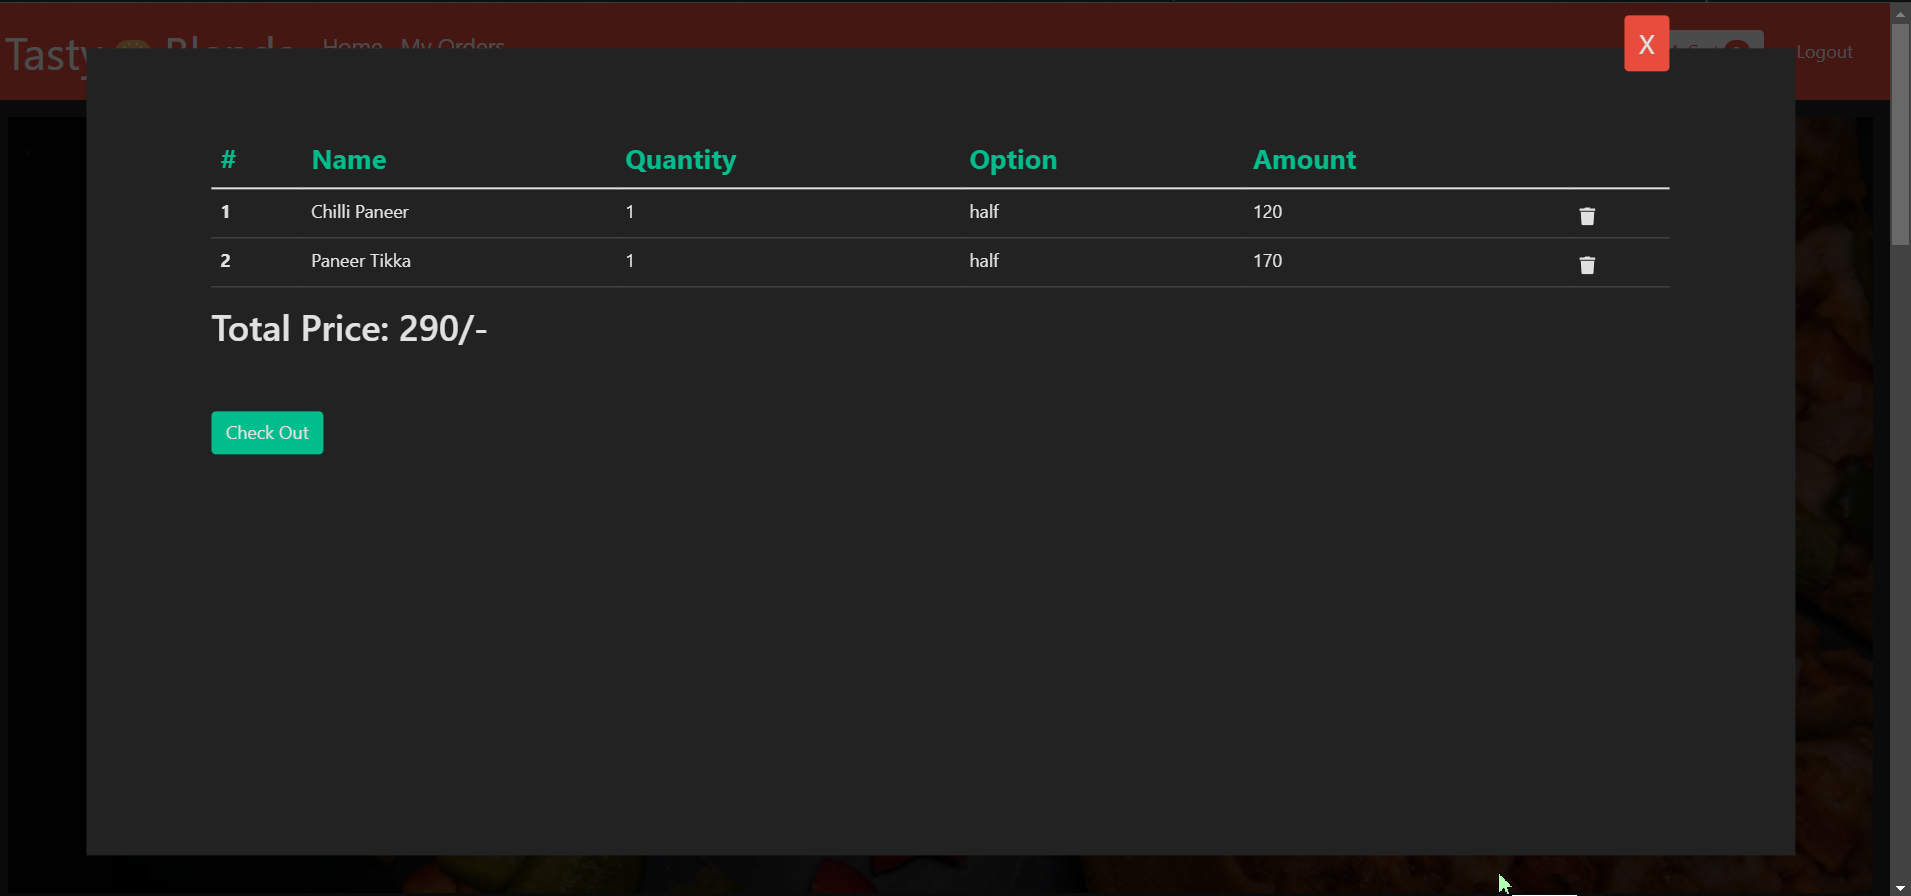 Tasty Blends Home My Orders X Logout
# Name Quantity Option Amount
1 Chilli Paneer 1 half 120
2 Paneer Tikka 1 half 170
Total Price: 290/-
Check Out